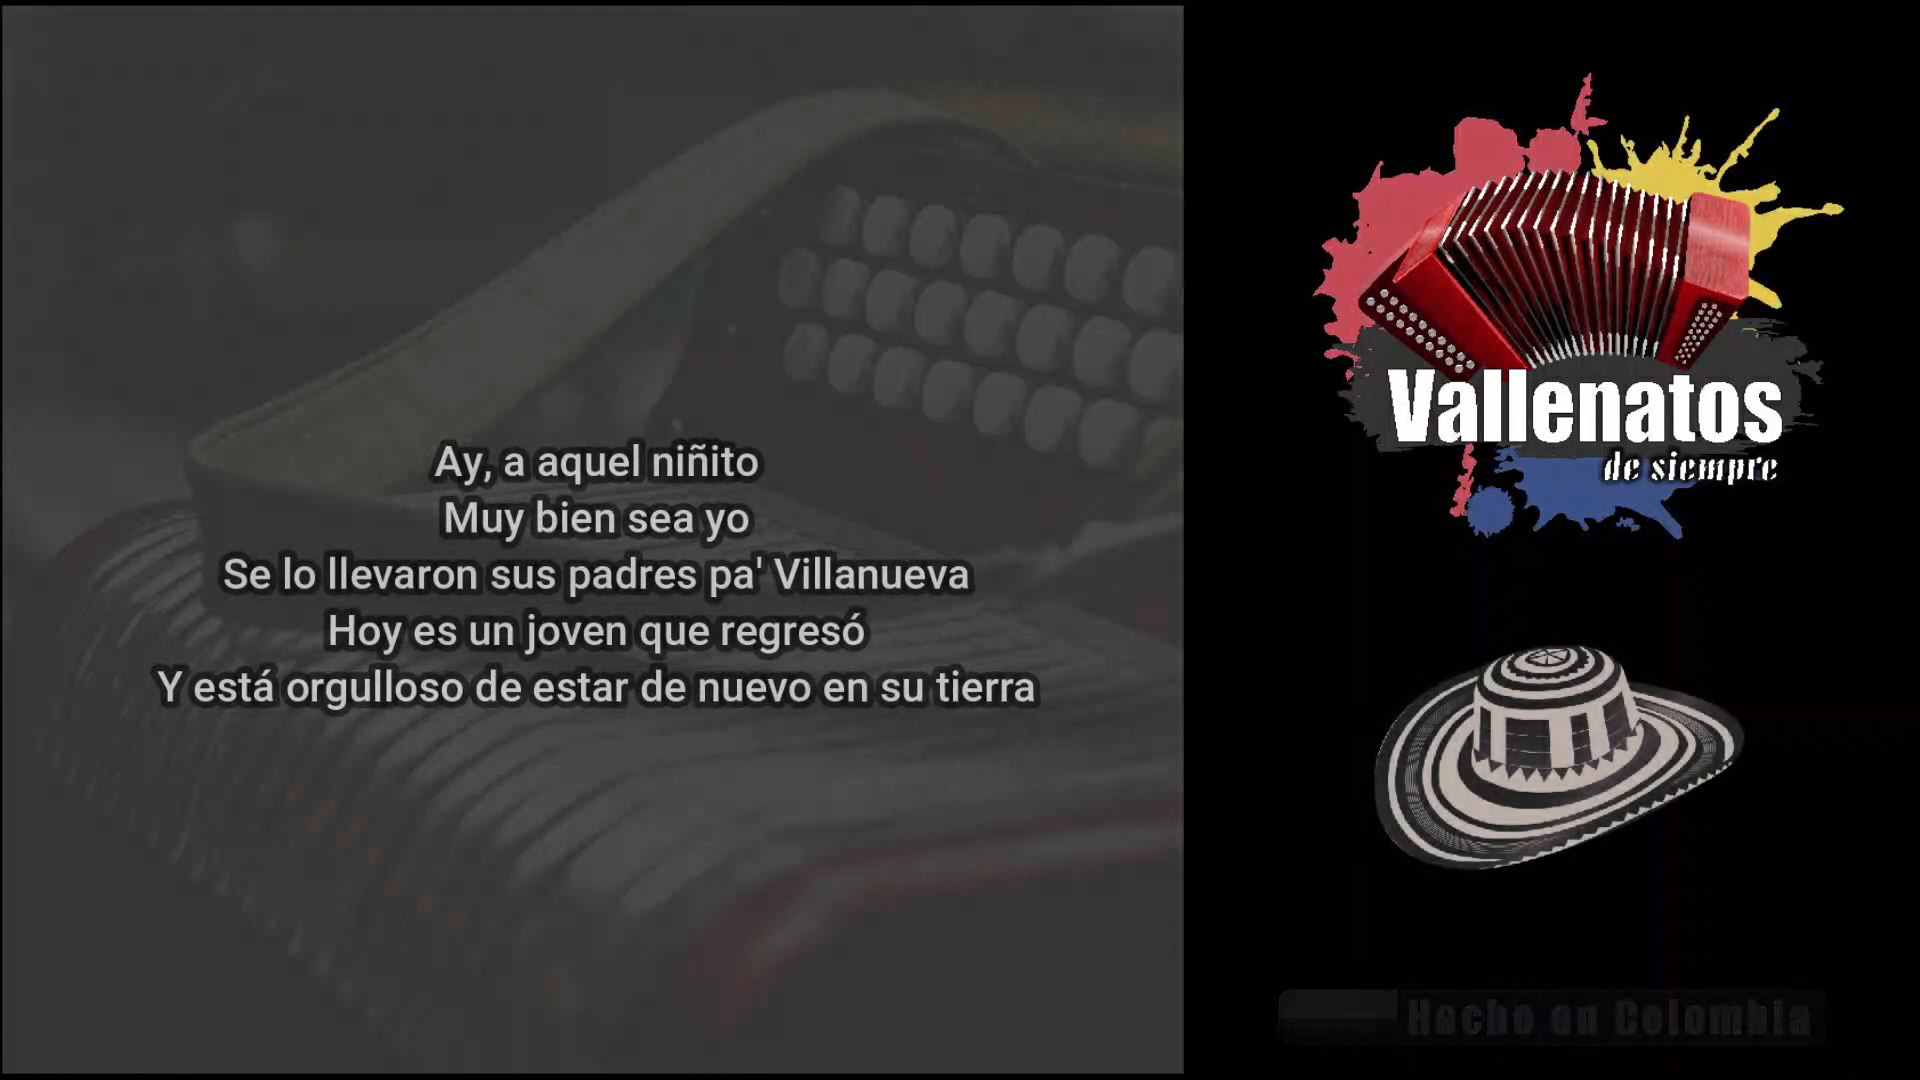 Ay, a aquel niñito
Muy bien sea yo
Se lo llevaron sus padres pa' Villanueva
Hoy es un joven que regresó
Y está orgulloso de estar de nuevo en su tierra
Vallenatos
de siempre
Hecho en Colombia